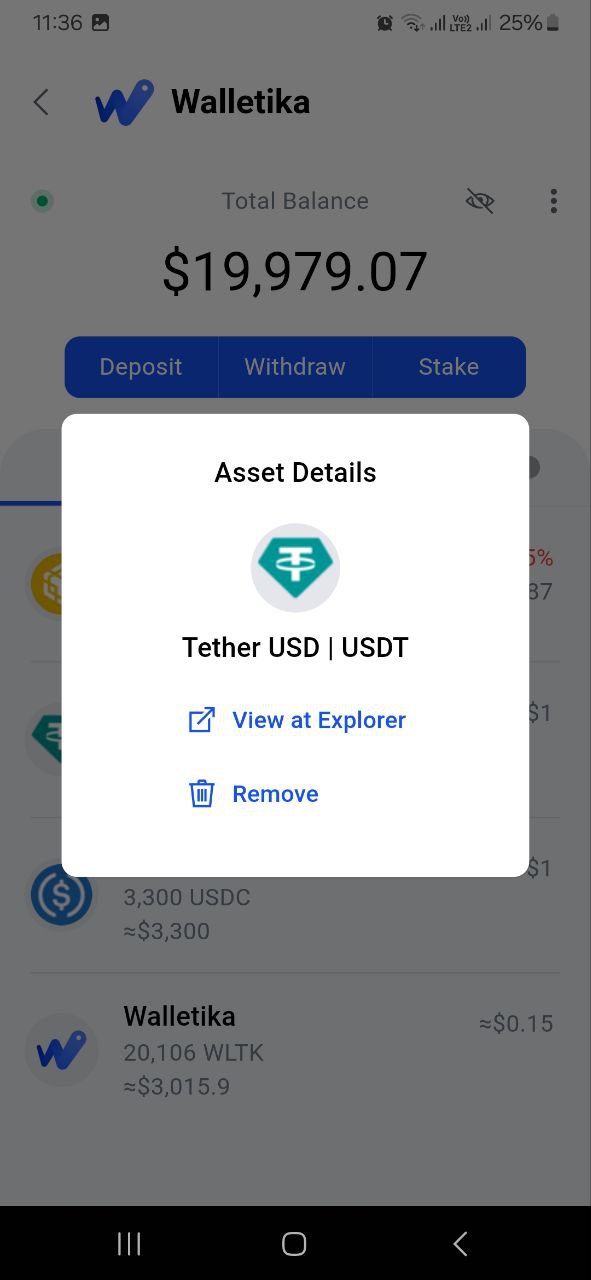 11:36
Vo)) LTE2
25%
Walletika
Total Balance
$19,979.07
Deposit
Withdraw
Stake
Asset Details
Tether USD | USDT
View at Explorer
Remove
5%
37
$1
$1
3,300 USDC
≈$3,300
Walletika
≈$0.15
20,106 WLTK
≈$3,015.9